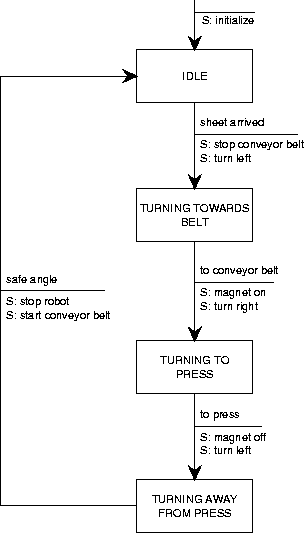 S: initialize
IDLE
sheet arrived
S: stop conveyor belt
S: turn left
TURNING TOWARDS
BELT
to conveyor belt
S: magnet on
S: turn right
safe angle
S: stop robot
S: start conveyor belt
TURNING TO
PRESS
to press
S: magnet off
S: turn left
TURNING AWAY
FROM PRESS